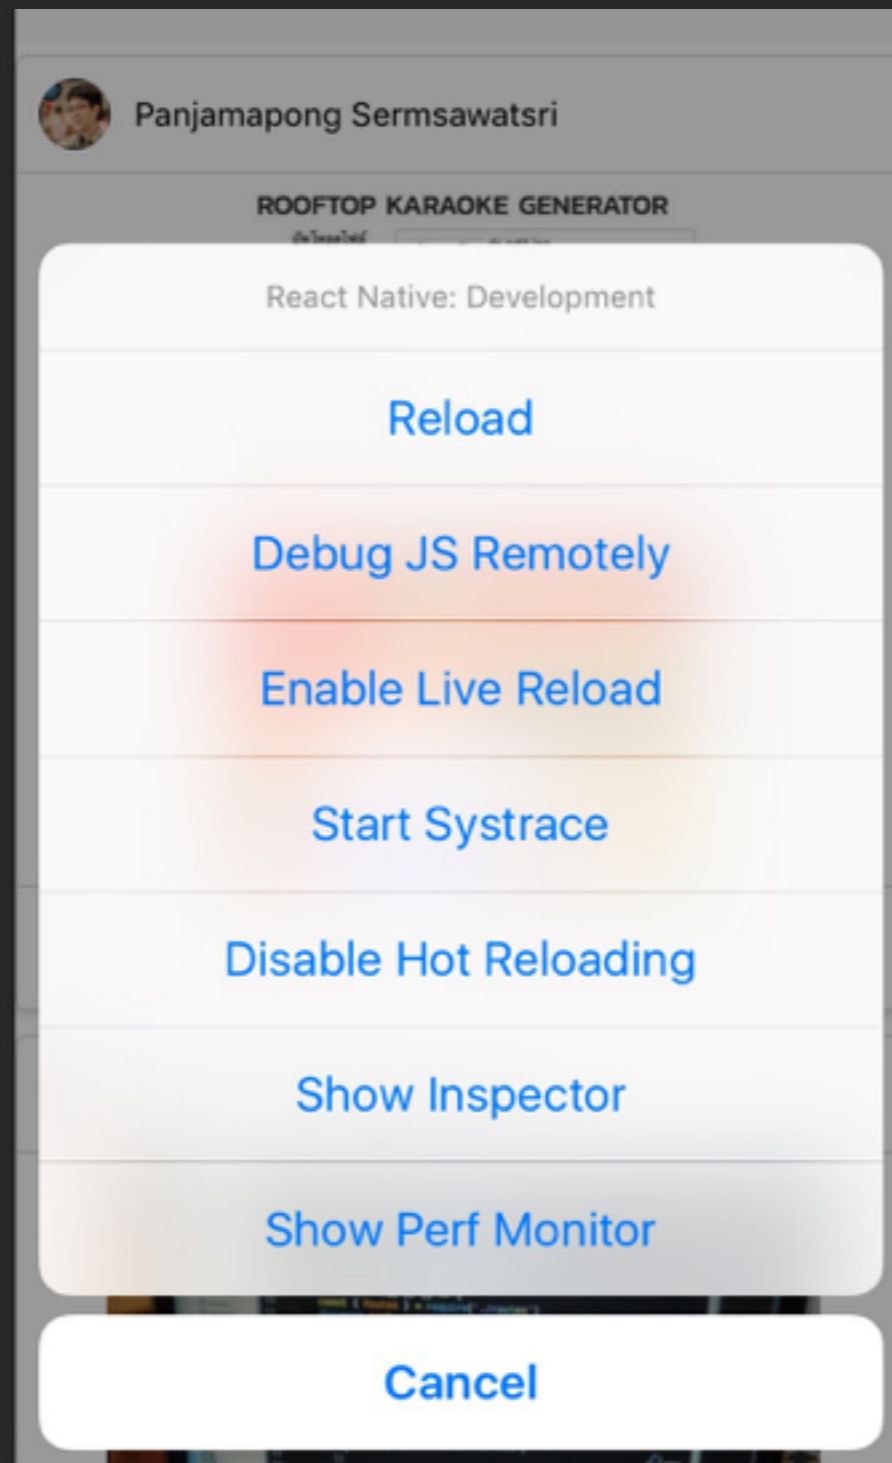 Panjamapong Sermsawatsri
ROOFTOP KARAOKE GENERATOR
React Native: Development
Reload
Debug JS Remotely
Enable Live Reload
Start Systrace
Disable Hot Reloading
Show Inspector
Show Perf Monitor
Cancel